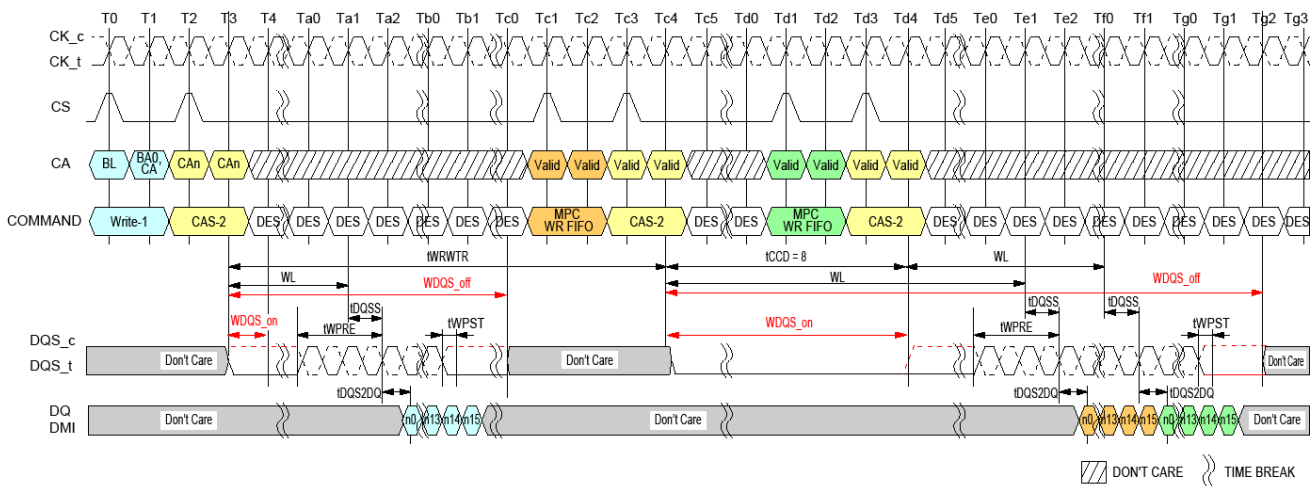 T0 T1 T2 T3 T4 Ta0 Ta1 Ta2 Tb0 Tb1 Tc0 Tc1 Tc2 Tc3 Tc4 Tc5 Td0 Td1 Td2 Td3 Td4 Td5 Te0 Te1 Te2 Tf0 Tf1 Tg0 Tg1 Tg2 Tg3
CK_c
CK_t
CS
CA BL BA0, CA CAn CAn Valid Valid Valid Valid Valid Valid Valid Valid
COMMAND Write-1 CAS-2 DES DES DES DES DES DES DES MPC WR FIFO CAS-2 DES DES MPC WR FIFO CAS-2 DES DES DES DES DES DES DES DES DES DES
tWRWTR tCCD = 8 WL
WL WL WDQS_off
WDQS_off tDQSS tDQSS
tDQSS
WDQS_on tWPRE tWPST WDQS_on tWPRE tWPST
DQS_c
DQS_t Don't Care Don't Care Don't Care
tDQS2DQ tDQS2DQ tDQS2DQ
DQ
DMI Don't Care n0 n13 n14 n15 Don't Care n0 n13 n14 n15 n0 n13 n14 n15 Don't Care
DON'T CARE TIME BREAK